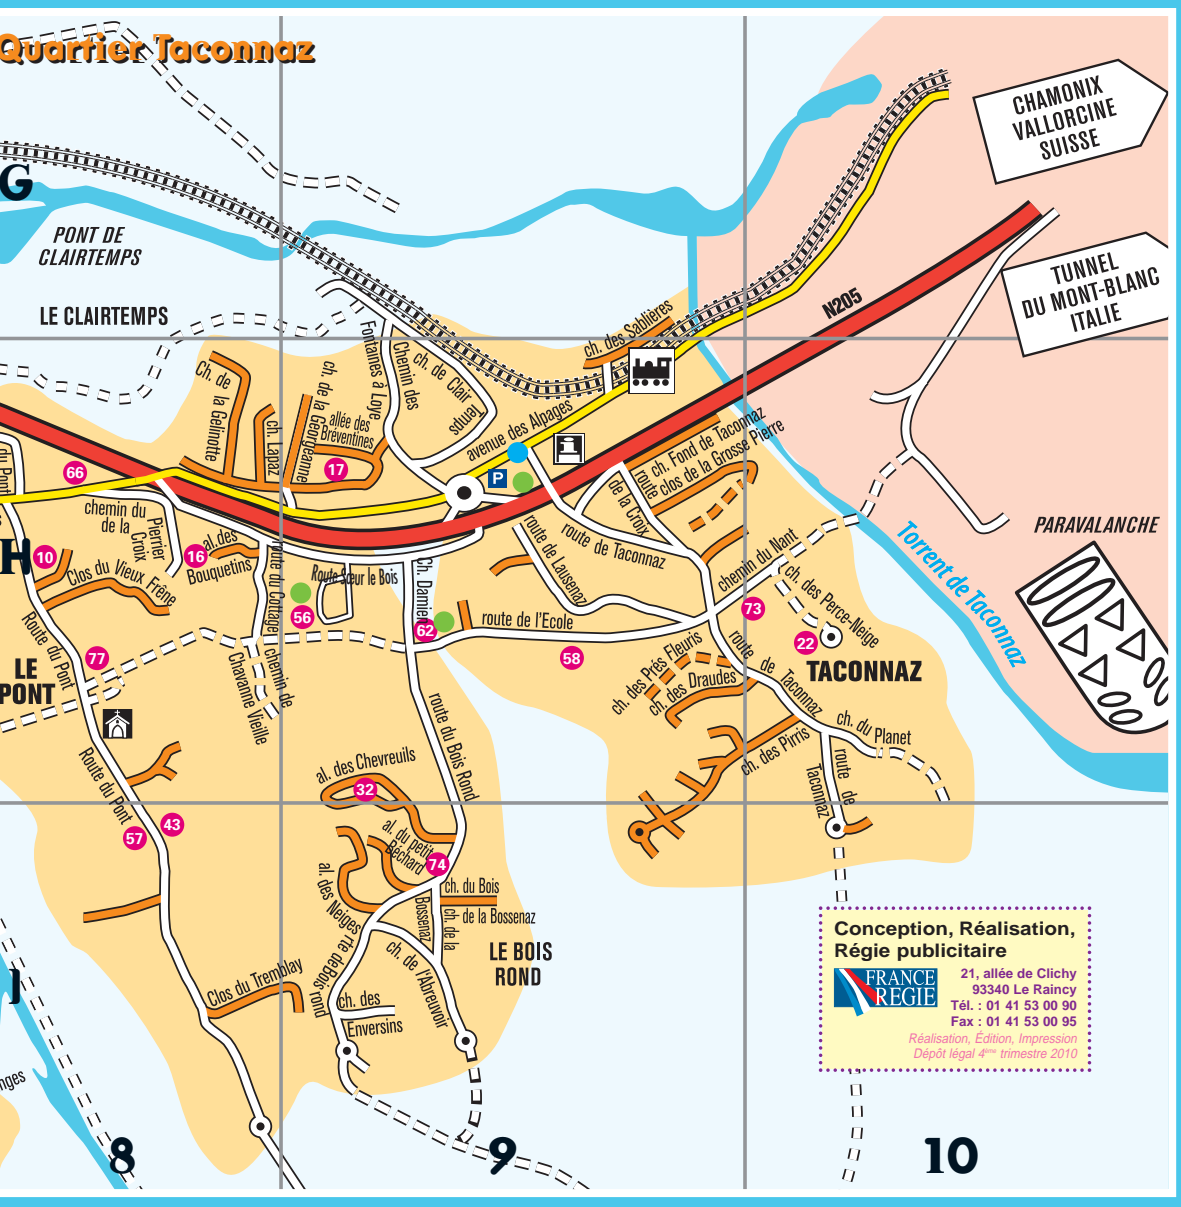 Quartier Taconnaz
G
PONT DE
CLAIRTEMPS
LE CLAIRTEMPS
CHAMONIX
VALLORCINE
SUISSE
TUNNEL
DU MONT-BLANC
ITALIE
N205
ch. des Sablières
Fontaines à Loye
Chemin des
ch. de Clair
Temps
avenue des Alpages
Ch. de
la Gelinotte
ch. Lapaz
ch. de
la Georgeanne
allée des
Bréventines
17
66
P
ch. Fond de Taconnaz
clos de la Grosse Pierre
route
de la Croix
route de Taconnaz
route de Lausenaz
du Pont
chemin du
Pierrier
de la
Croix
H
10
16
al.des
Bouquetins
Clos du Vieux Frêne
route du Cottage
Route Sœur le Bois
56
Ch. Damien
62
route de l'Ecole
58
chemin du Nant
ch. des Perce-Neige
73
22
TACONNAZ
Torrent de Taconnaz
PARAVALANCHE
Route du Pont
77
LE
PONT
chemin de
Chavanne Vieille
ch. des Près Fleuris
ch. des Draudes
route de Taconnaz
ch. du Planet
ch. des Pirris
route de
Taconnaz
Route du Pont
57
43
al. des Chevreuils
32
route du Bois Rond
al. du petit
Béchard
74
al. des Neiges
ch. du Bois
Bossenaz
ch. de la
ch. de la Bossenaz
LE BOIS
ROND
rte deBois
rond
ch. de l'Abreuvoir
Clos du Tremblay
ch. des
Enversins
Conception, Réalisation,
Régie publicitaire
FRANCE
REGIE
21, allée de Clichy
93340 Le Raincy
Tél. : 01 41 53 00 90
Fax : 01 41 53 00 95
Réalisation, Édition, Impression
Dépôt légal 4ème trimestre 2010
8
9
10